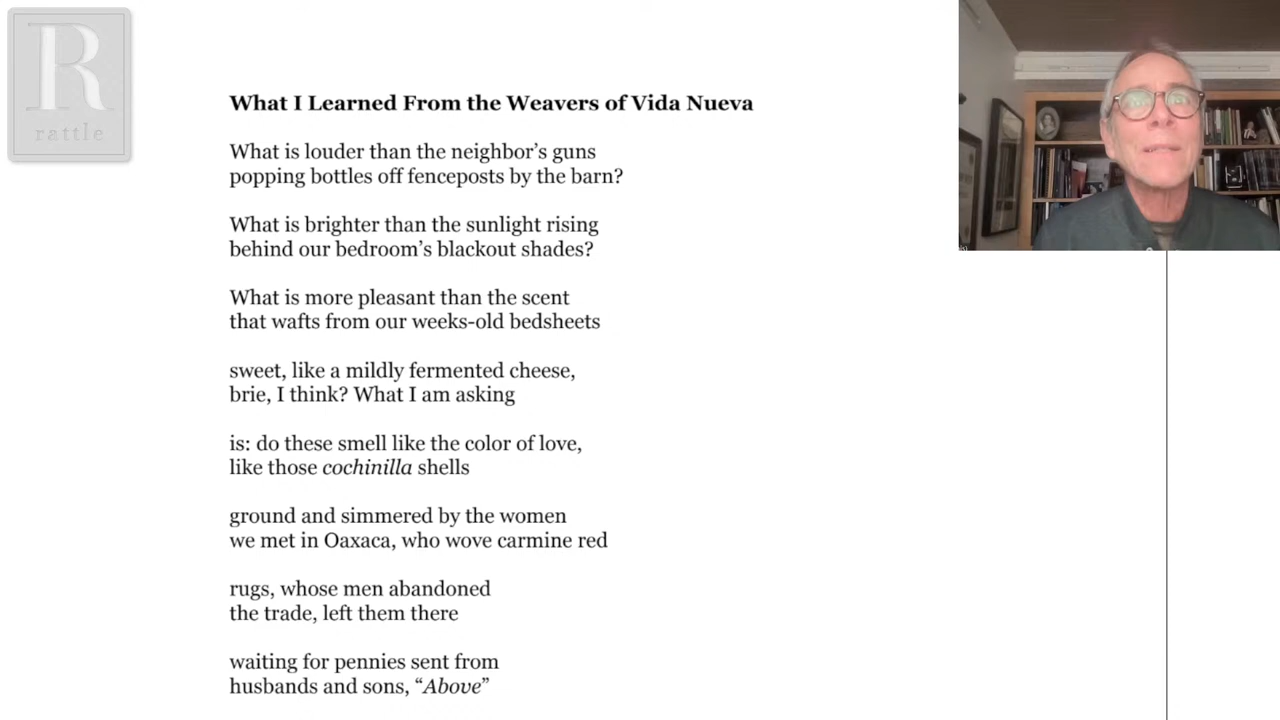 R
rattle
What I Learned From the Weavers of Vida Nueva
What is louder than the neighbor’s guns
popping bottles off fenceposts by the barn?
What is brighter than the sunlight rising
behind our bedroom’s blackout shades?
What is more pleasant than the scent
that wafts from our weeks-old bedsheets
sweet, like a mildly fermented cheese,
brie, I think? What I am asking
is: do these smell like the color of love,
like those cochinilla shells
ground and simmered by the women
we met in Oaxaca, who wove carmine red
rugs, whose men abandoned
the trade, left them there
waiting for pennies sent from
husbands and sons, “Above”